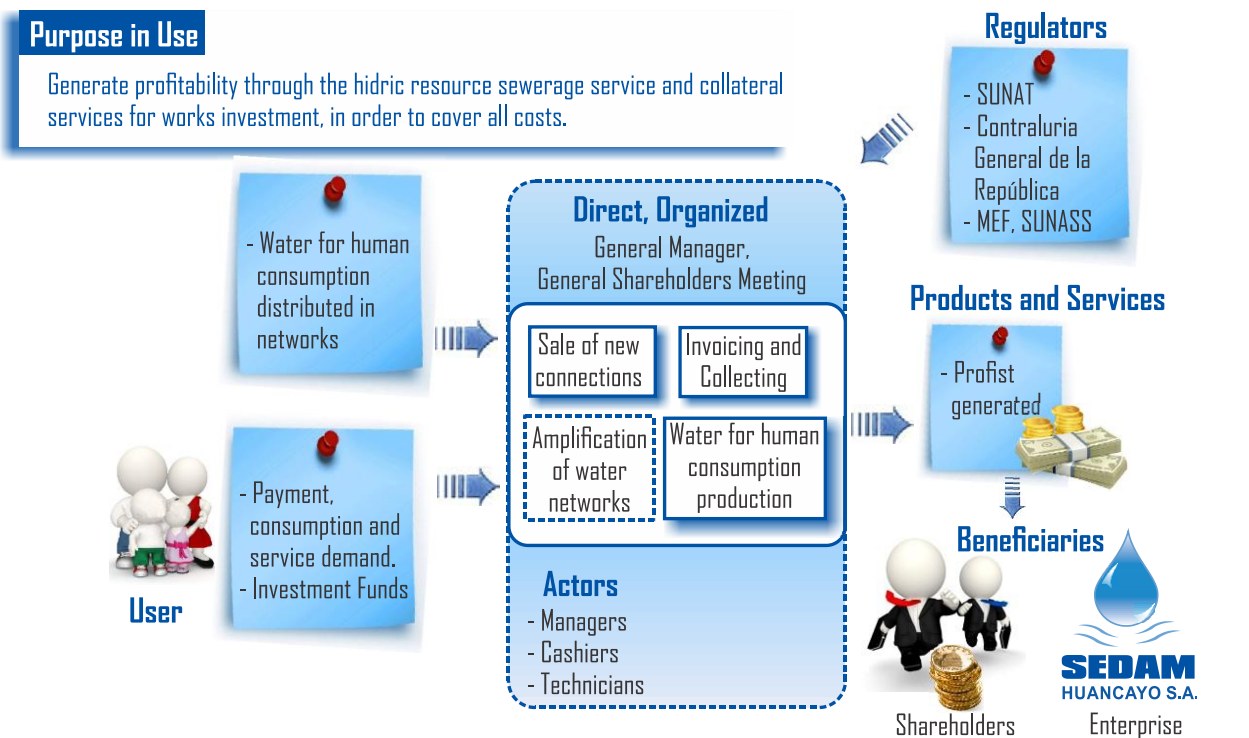 Purpose in Use
Generate profitability through the hidric resource sewerage service and collateral
services for works investment, in order to cover all costs.
Regulators
- SUNAT
- Contraluria
General de la
República
- MEF, SUNASS
- Water for human
consumption
distributed in
networks
Direct, Organized
General Manager,
General Shareholders Meeting
Sale of new
connections
Invoicing and
Collecting
Amplification
of water
networks
Water for human
consumption
production
Products and Services
- Profist
generated
User
- Payment,
consumption and
service demand.
- Investment Funds
Actors
- Managers
- Cashiers
- Technicians
Beneficiaries
Shareholders
SEDAM
HUANCAYO S.A.
Enterprise